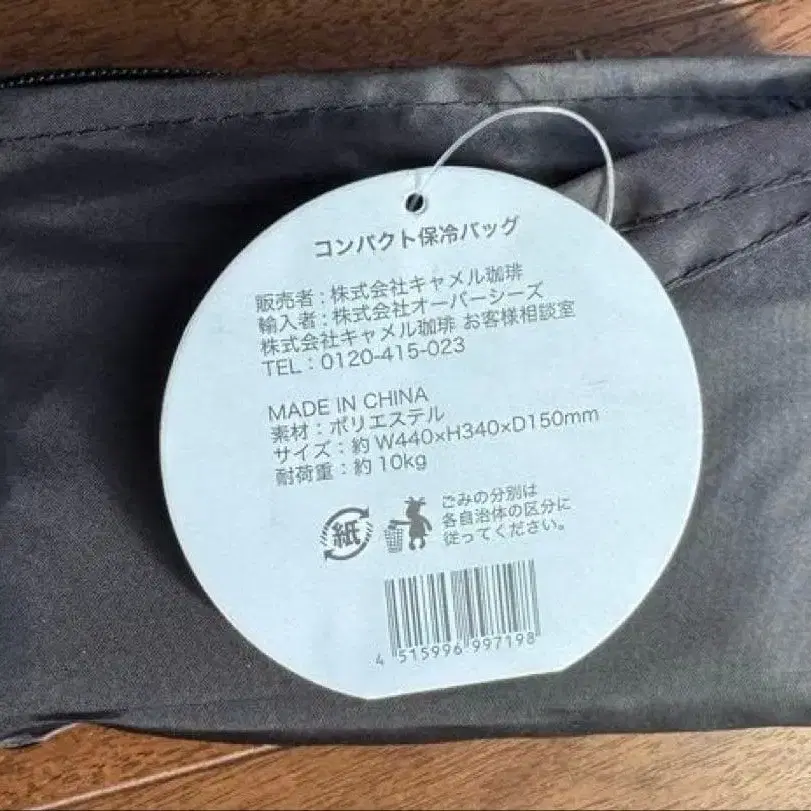 コンパクト保冷バッグ
販売者：株式会社キャメル珈琲
輸入者：株式会社オーバーシーズ
株式会社キャメル珈琲 お客様相談室
TEL：0120-415-023
MADE IN CHINA
素材：ポリエステル
サイズ：約 W440×H340×D150mm
耐荷重：約 10kg
紙
ごみの分別は
各自治体の区分に
従ってください。
4 515996 997198